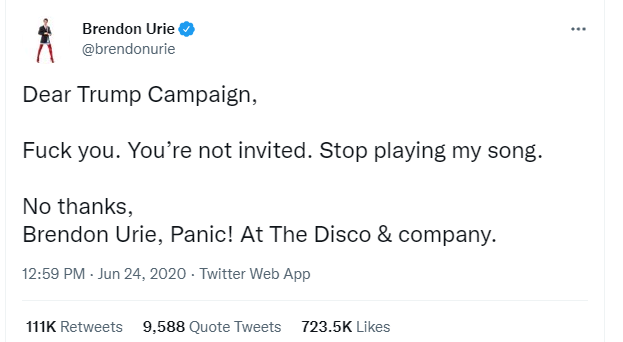 Brendon Urie
@brendonurie
Dear Trump Campaign,
Fuck you. You’re not invited. Stop playing my song.
No thanks,
Brendon Urie, Panic! At The Disco & company.
12:59 PM · Jun 24, 2020 · Twitter Web App
111K Retweets 9,588 Quote Tweets 723.5K Likes